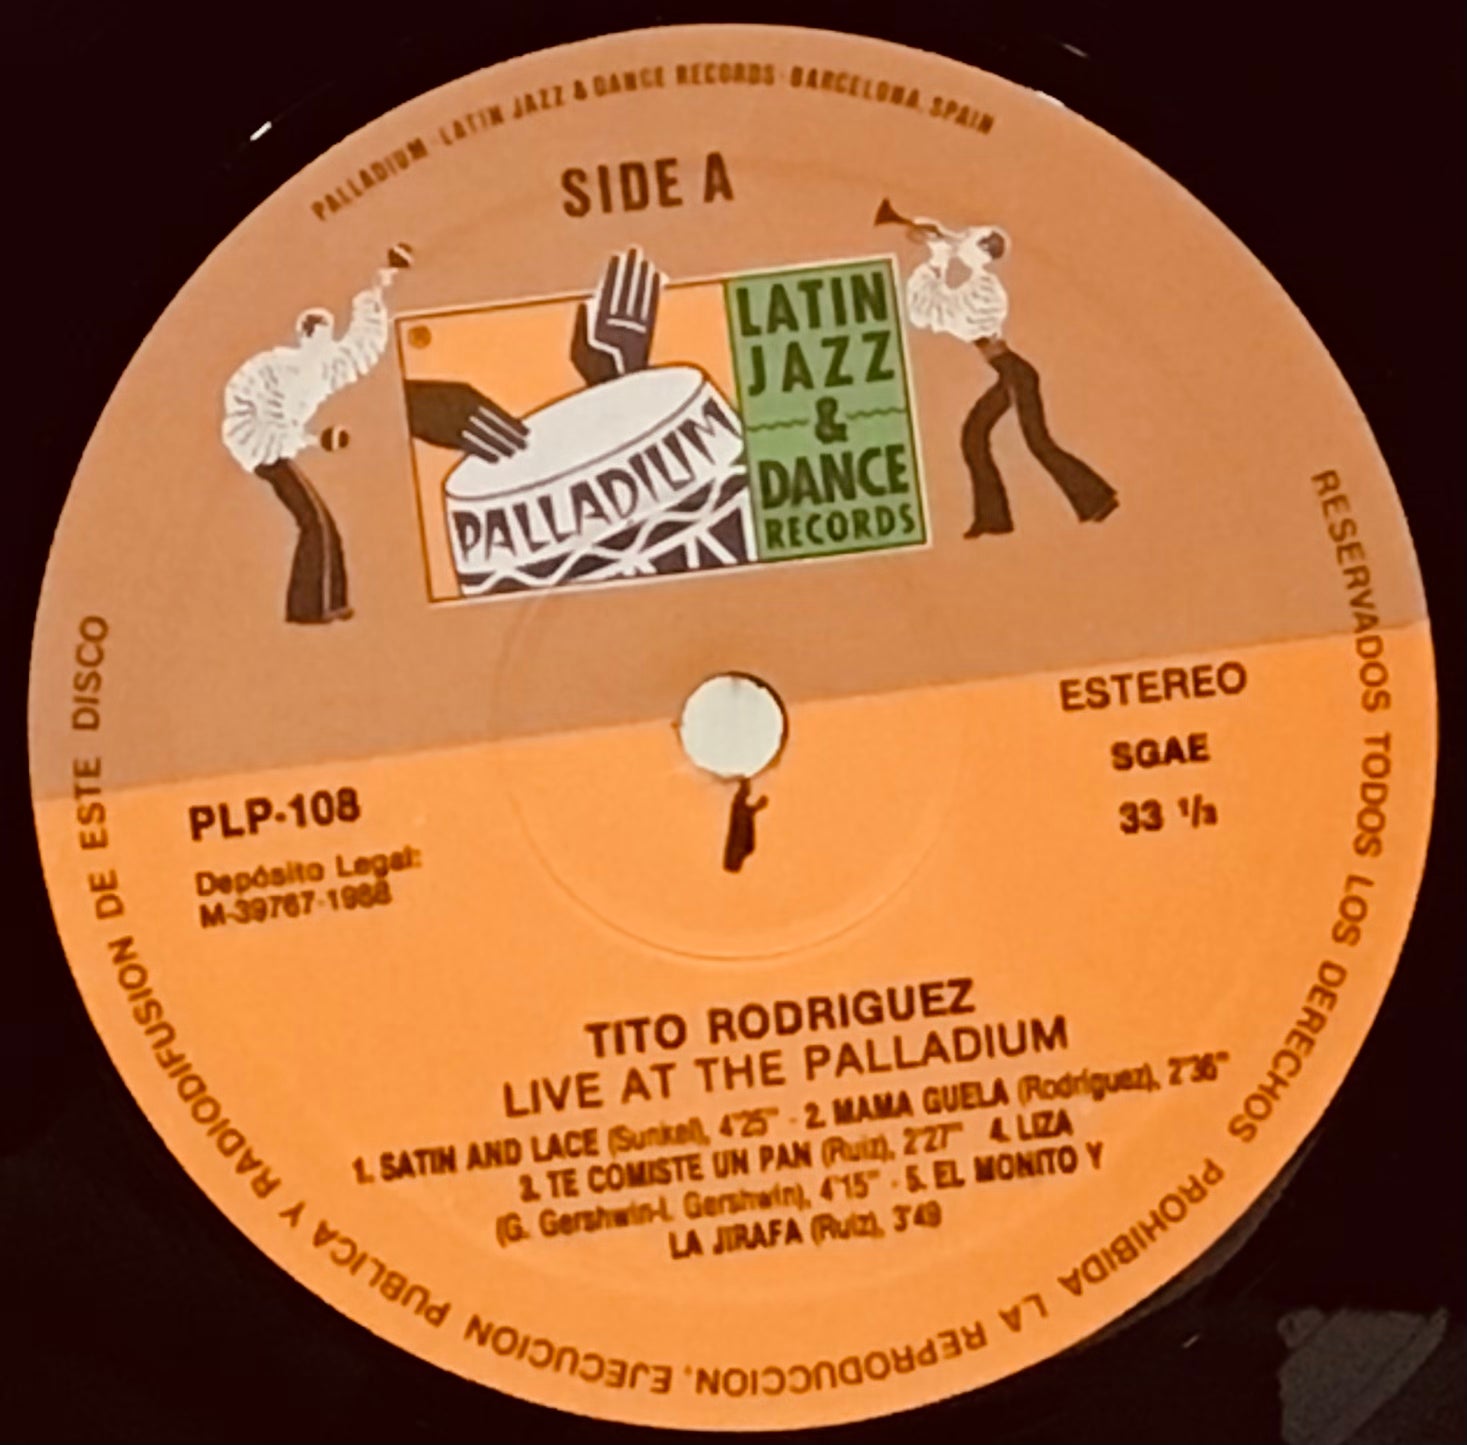 PALLADIUM · LATIN JAZZ & DANCE RECORDS · BARCELONA, SPAIN
SIDE A
PALLADIUM
LATIN
JAZZ
&
DANCE
RECORDS
ESTEREO
SGAE
33 1/3
PLP-108
Depósito Legal:
M-39767-1988
TITO RODRIGUEZ
LIVE AT THE PALLADIUM
1. SATIN AND LACE (Sunkel), 4'25" - 2. MAMA GUELA (Rodríguez), 2'36"
3. TE COMISTE UN PAN (Ruiz), 2'27" 4. LIZA
(G. Gershwin-I. Gershwin), 4'15" - 5. EL MONITO Y
LA JIRAFA (Ruiz), 3'49
RESERVADOS TODOS LOS DERECHOS PROHIBIDA LA REPRODUCCION, EJECUCION PUBLICA Y RADIODIFUSION DE ESTE DISCO